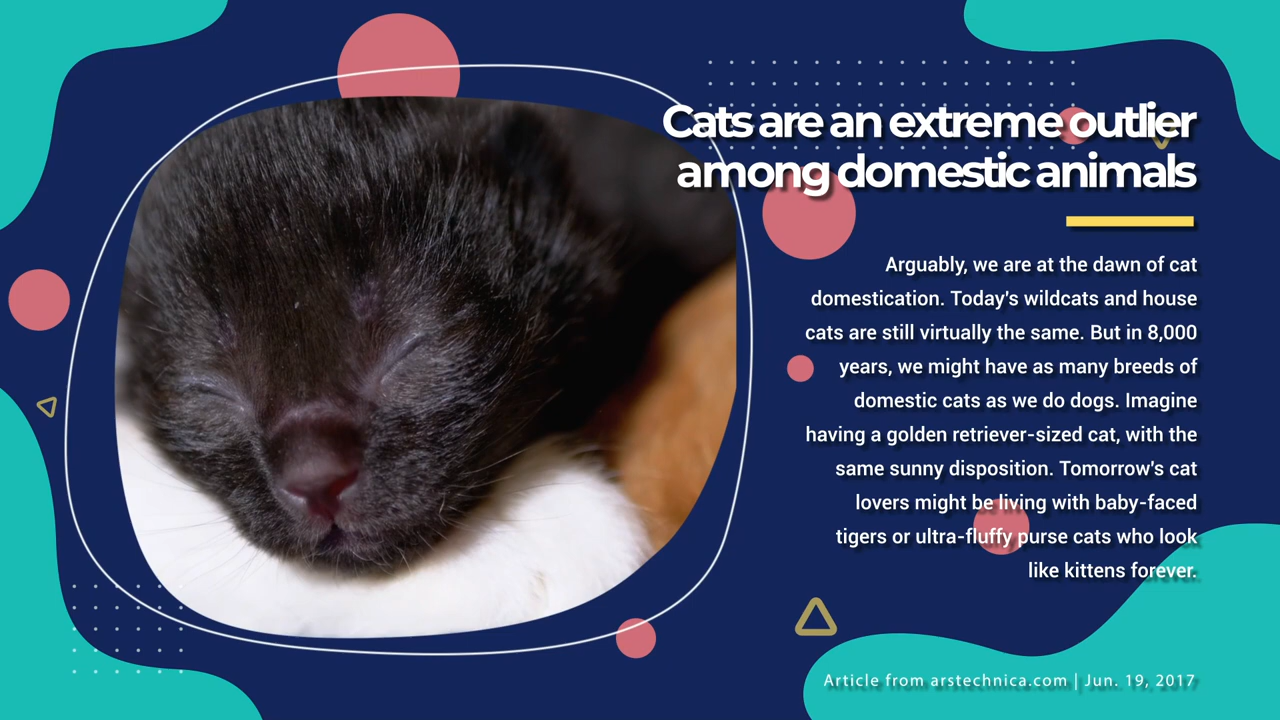 Cats are an extreme outlier
among domestic animals
Arguably, we are at the dawn of cat
domestication. Today's wildcats and house
cats are still virtually the same. But in 8,000
years, we might have as many breeds of
domestic cats as we do dogs. Imagine
having a golden retriever-sized cat, with the
same sunny disposition. Tomorrow's cat
lovers might be living with baby-faced
tigers or ultra-fluffy purse cats who look
like kittens forever.
Article from arstechnica.com | Jun. 19, 2017